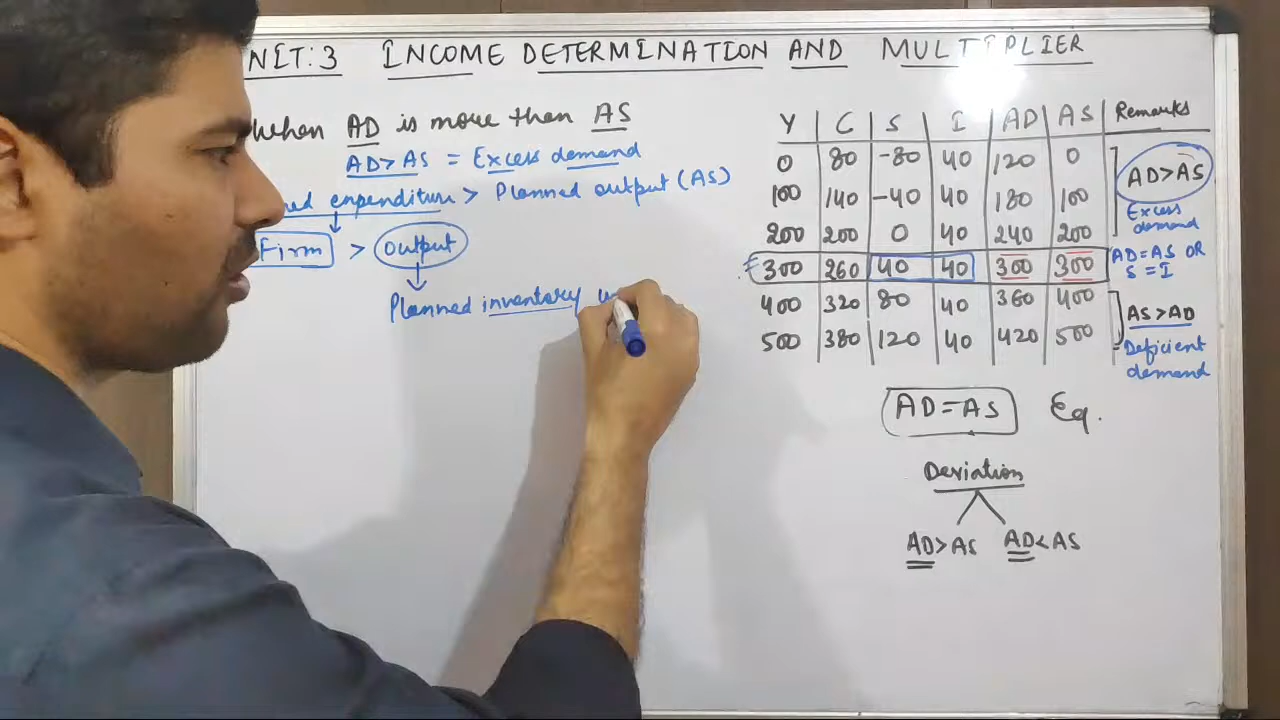 NIT:3 INCOME DETERMINATION AND MULTIPLIER
When AD is more than AS
AD>AS = Excess demand
ed expenditure > Planned output (AS)
Firm > Output
Planned inventory
Y C S I AD AS Remarks
0 80 -80 40 120 0
100 140 -40 40 180 100
200 200 0 40 240 200
300 260 40 40 300 300
400 320 80 40 360 400
500 380 120 40 420 500
AD>AS
Excess
demand
AD=AS OR
S=I
AS>AD
Deficient
demand
AD=AS Eq.
Deviation
AD>AS AD<AS